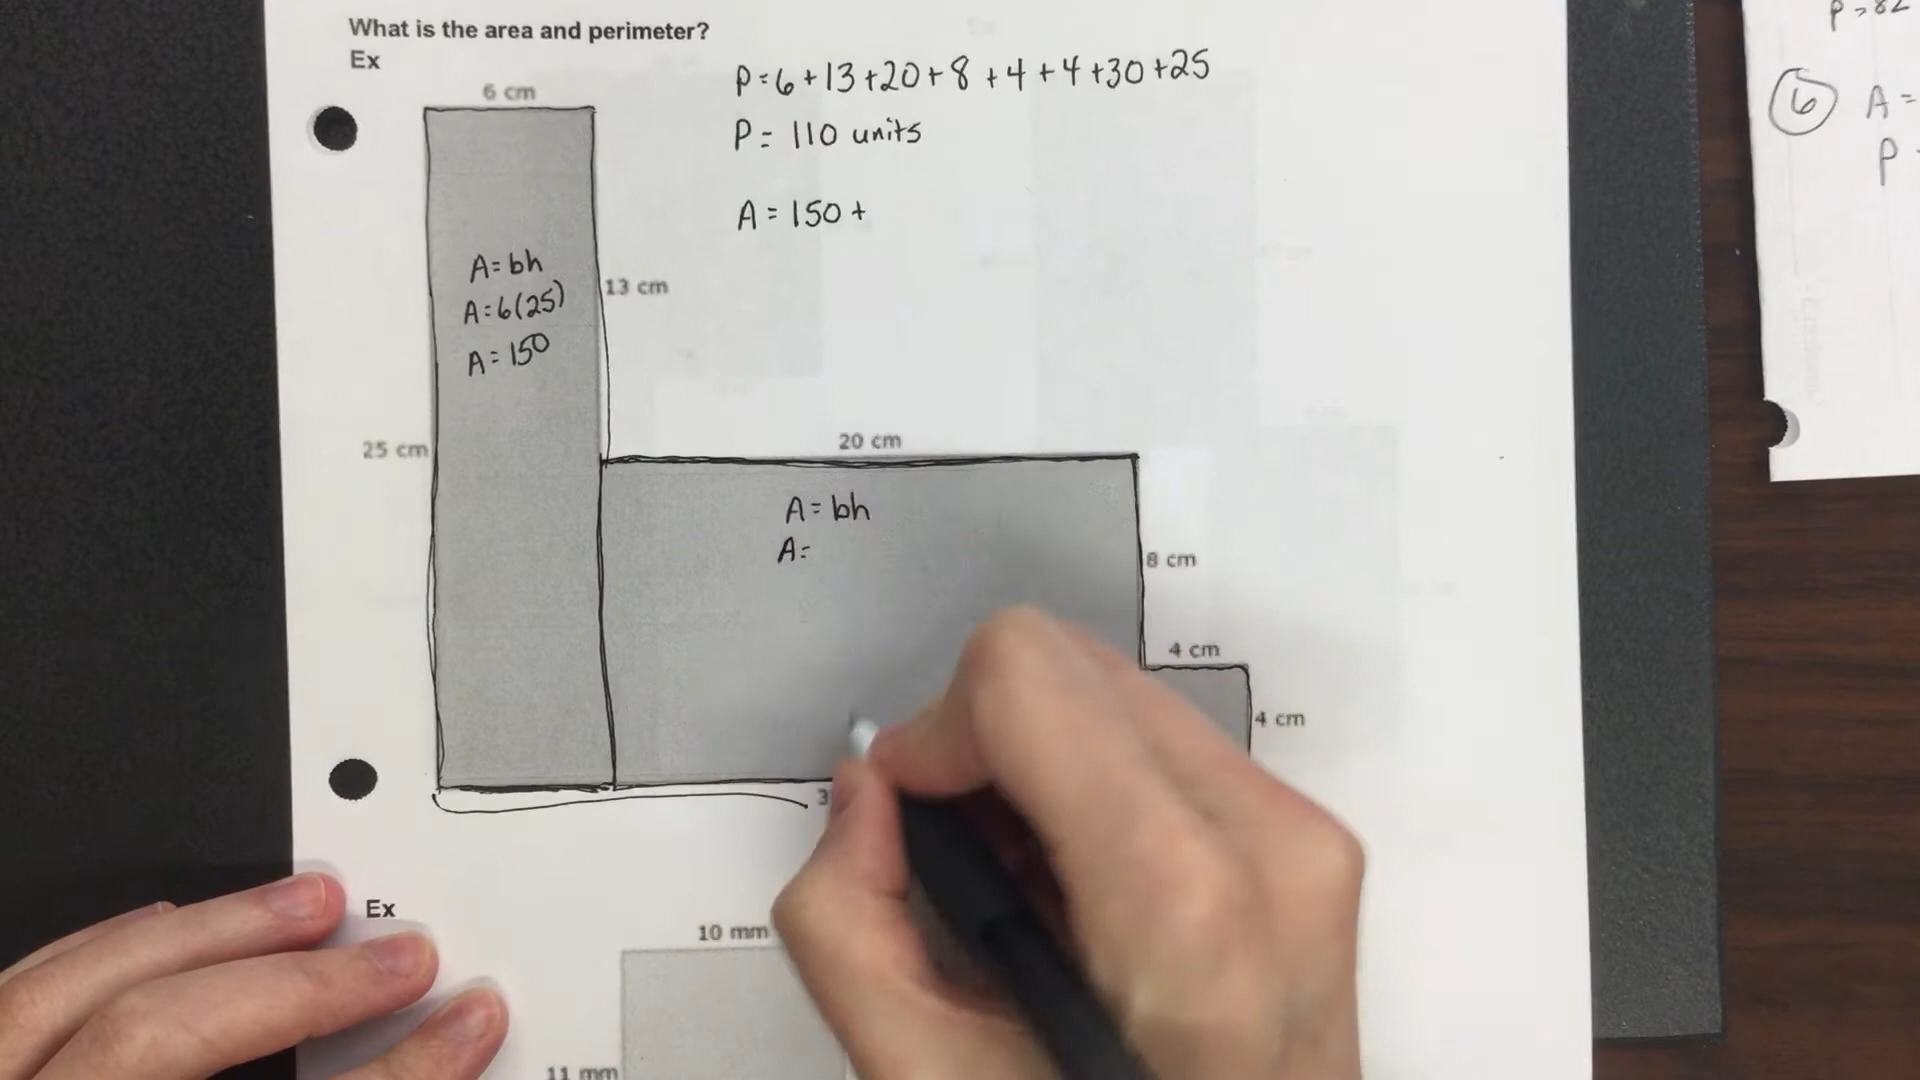 What is the area and perimeter?
Ex
6 cm
P=6+13+20+8+4+4+30+25
P= 110 units
A=150+
A=bh
A=6(25)
A=150
13 cm
25 cm
20 cm
A=bh
A=
8 cm
4 cm
4 cm
3
Ex
10 mm
11 mm
6
A=
P